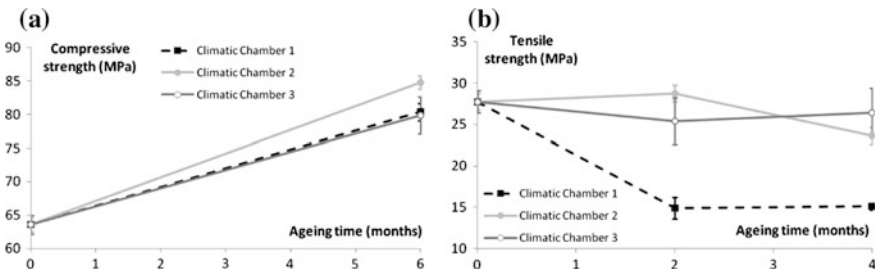 (a)
Compressive
strength (MPa)
90
85
80
75
70
65
60
Climatic Chamber 1
Climatic Chamber 2
Climatic Chamber 3
Ageing time (months)
0 1 2 3 4 5 6
(b)
Tensile
strength (MPa)
35
30
25
20
15
10
Climatic Chamber 1
Climatic Chamber 2
Climatic Chamber 3
Ageing time (months)
0 1 2 3 4